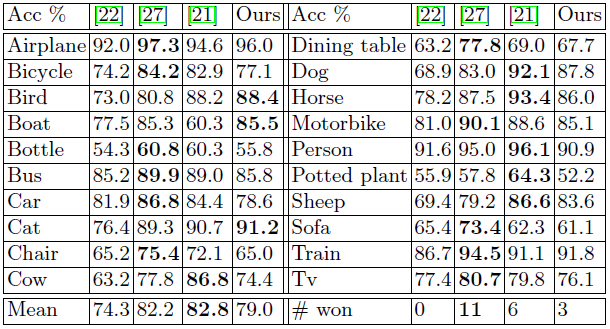 Acc % [22] [27] [21] Ours Acc % [22] [27] [21] Ours
Airplane 92.0 97.3 94.6 96.0 Dining table 63.2 77.8 69.0 67.7
Bicycle 74.2 84.2 82.9 77.1 Dog 68.9 83.0 92.1 87.8
Bird 73.0 80.8 88.2 88.4 Horse 78.2 87.5 93.4 86.0
Boat 77.5 85.3 60.3 85.5 Motorbike 81.0 90.1 88.6 85.1
Bottle 54.3 60.8 60.3 55.8 Person 91.6 95.0 96.1 90.9
Bus 85.2 89.9 89.0 85.8 Potted plant 55.9 57.8 64.3 52.2
Car 81.9 86.8 84.4 78.6 Sheep 69.4 79.2 86.6 83.6
Cat 76.4 89.3 90.7 91.2 Sofa 65.4 73.4 62.3 61.1
Chair 65.2 75.4 72.1 65.0 Train 86.7 94.5 91.1 91.8
Cow 63.2 77.8 86.8 74.4 Tv 77.4 80.7 79.8 76.1
Mean 74.3 82.2 82.8 79.0 # won 0 11 6 3